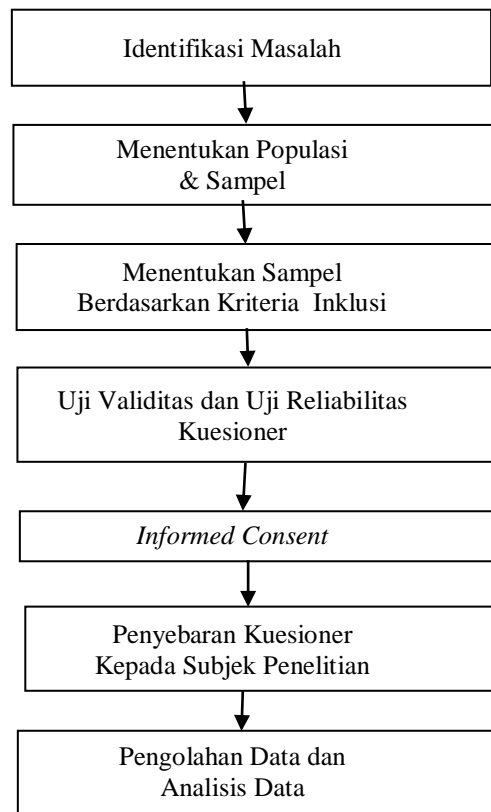 Identifikasi Masalah
Menentukan Populasi
& Sampel
Menentukan Sampel
Berdasarkan Kriteria Inklusi
Uji Validitas dan Uji Reliabilitas
Kuesioner
Informed Consent
Penyebaran Kuesioner
Kepada Subjek Penelitian
Pengolahan Data dan
Analisis Data